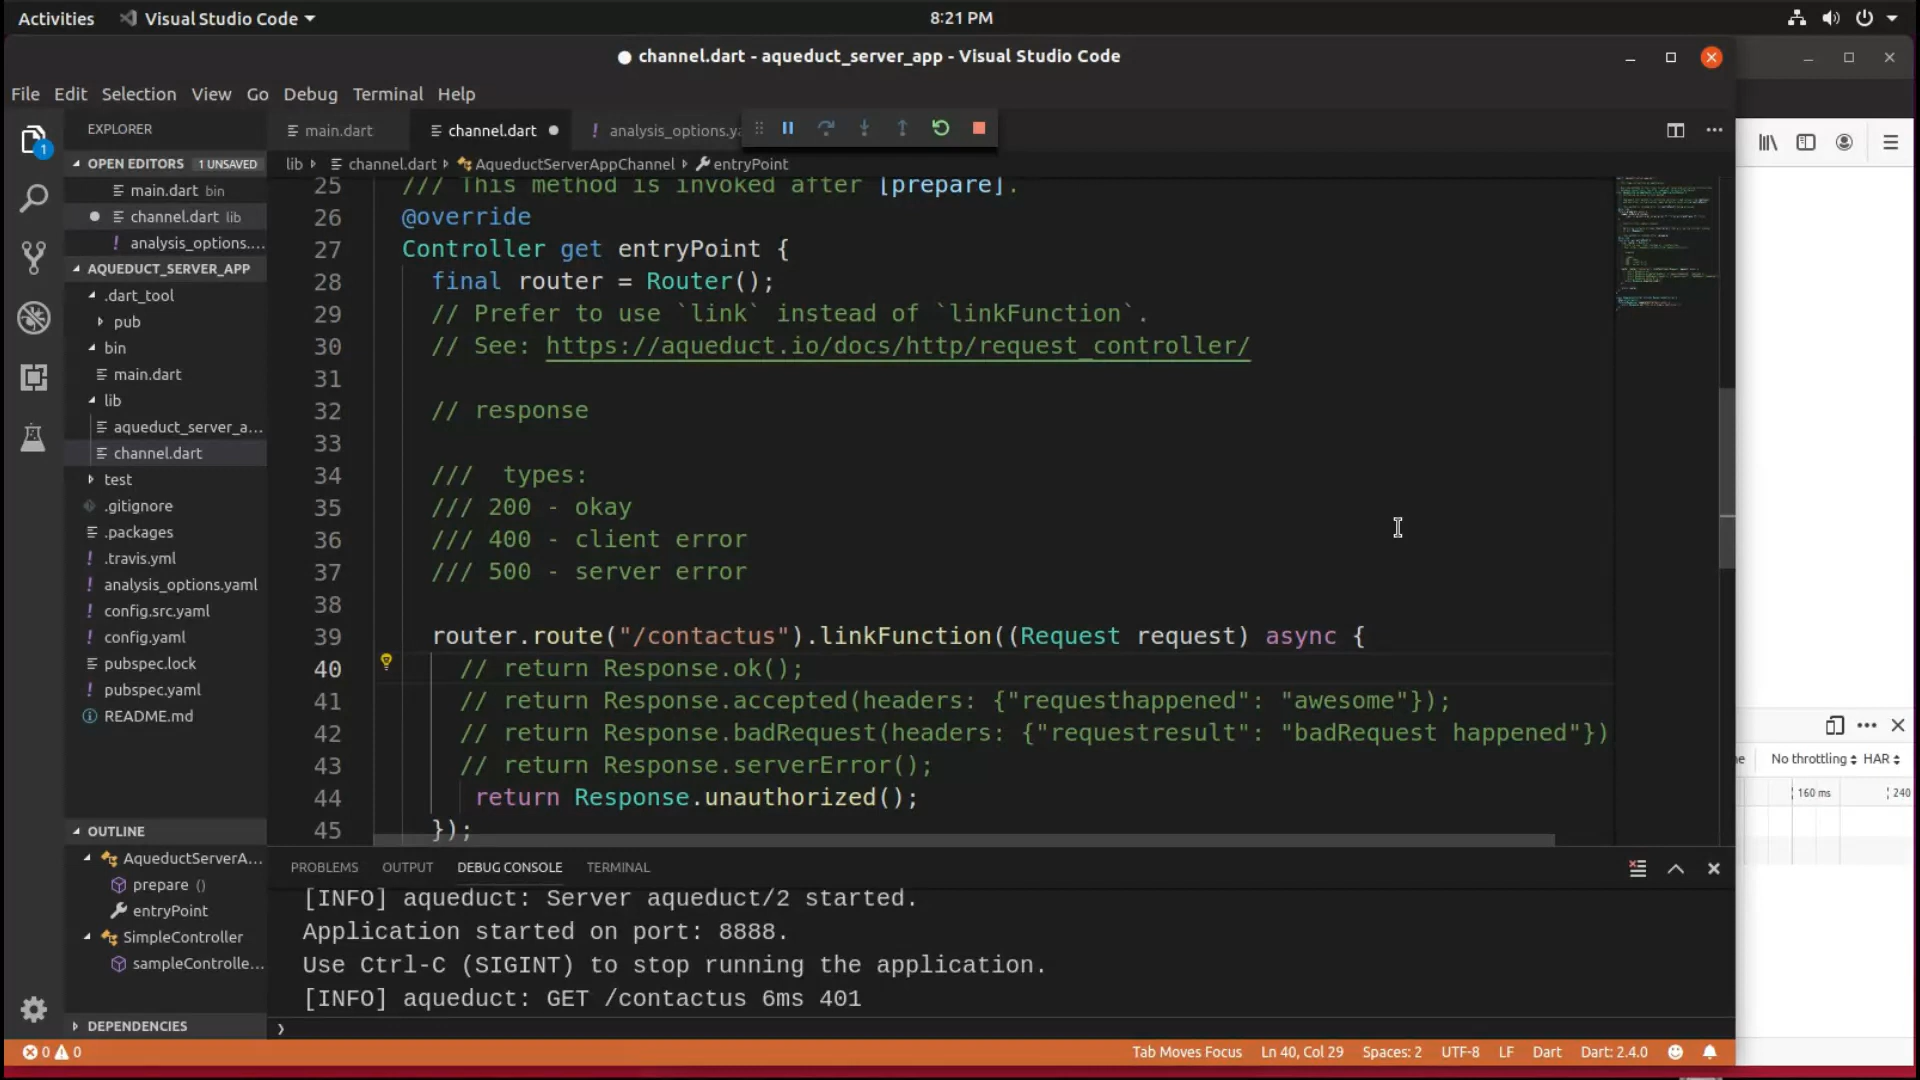 Activities
Visual Studio Code
8:21 PM
channel.dart - aqueduct_server_app - Visual Studio Code
File Edit Selection View Go Debug Terminal Help
EXPLORER
OPEN EDITORS 1 UNSAVED
main.dart bin
channel.dart lib
analysis_options....
AQUEDUCT_SERVER_APP
.dart_tool
pub
bin
main.dart
lib
aqueduct_server_a...
channel.dart
test
.gitignore
.packages
.travis.yml
analysis_options.yaml
config.src.yaml
config.yaml
pubspec.lock
pubspec.yaml
README.md
OUTLINE
AqueductServerA...
prepare ()
entryPoint
SimpleController
sampleControlle...
DEPENDENCIES
main.dart
channel.dart
analysis_options.ya
lib channel.dart AqueductServerAppChannel entryPoint
25 /// This method is invoked after [prepare].
26 @override
27 Controller get entryPoint {
28 final router = Router();
29 // Prefer to use `link` instead of `linkFunction`.
30 // See: https://aqueduct.io/docs/http/request_controller/
31
32 // response
33
34 ///  types:
35 /// 200 - okay
36 /// 400 - client error
37 /// 500 - server error
38
39 router.route("/contactus").linkFunction((Request request) async {
40 // return Response.ok();
41 // return Response.accepted(headers: {"requesthappened": "awesome"});
42 // return Response.badRequest(headers: {"requestresult": "badRequest happened"})
43 // return Response.serverError();
44 return Response.unauthorized();
45 });
PROBLEMS OUTPUT DEBUG CONSOLE TERMINAL
[INFO] aqueduct: Server aqueduct/2 started.
Application started on port: 8888.
Use Ctrl-C (SIGINT) to stop running the application.
[INFO] aqueduct: GET /contactus 6ms 401
No throttling HAR
160 ms 240
0 0
Tab Moves Focus Ln 40, Col 29 Spaces: 2 UTF-8 LF Dart Dart: 2.4.0